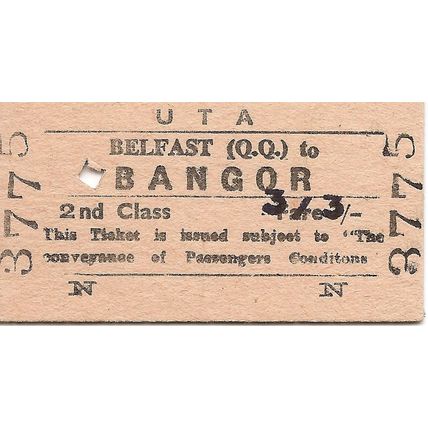 U T A
BELFAST (Q.Q.) to
BANGOR
2nd Class 3/3
This Ticket is issued subject to "The
conveyance of Passengers Conditons
N N
3775
3775